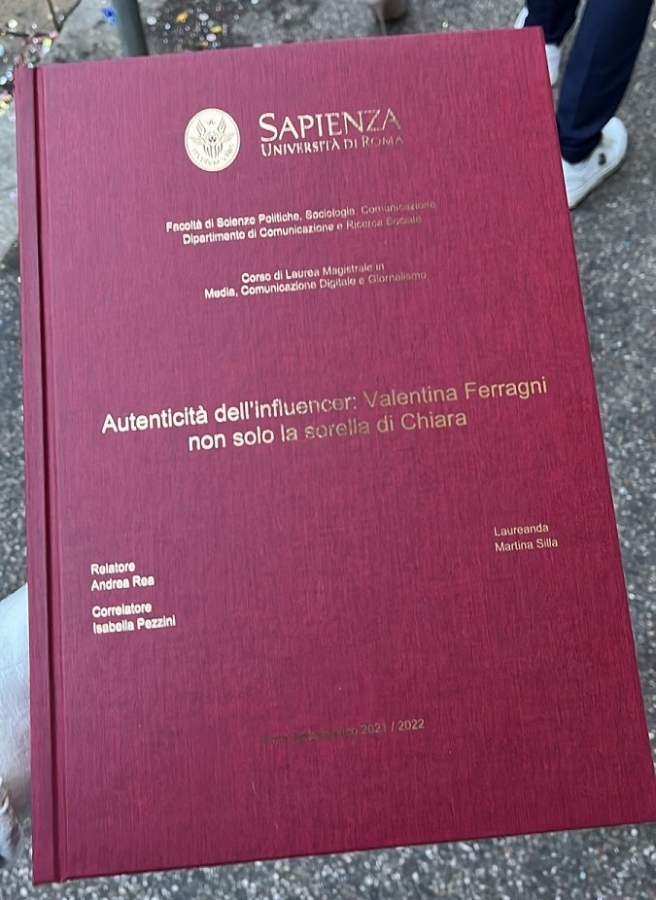 SAPIENZA
UNIVERSITÀ DI ROMA
Facoltà di Scienze Politiche, Sociologia, Comunicazione,
Dipartimento di Comunicazione e Ricerca Sociale
Corso di Laurea Magistrale in
Media, Comunicazione Digitale e Giornalismo
Autenticità dell'influencer: Valentina Ferragni
non solo la sorella di Chiara
Laureanda
Martina Silla
Relatore
Andrea Rea
Correlatore
Isabella Pezzini
Anno Accademico 2021 / 2022